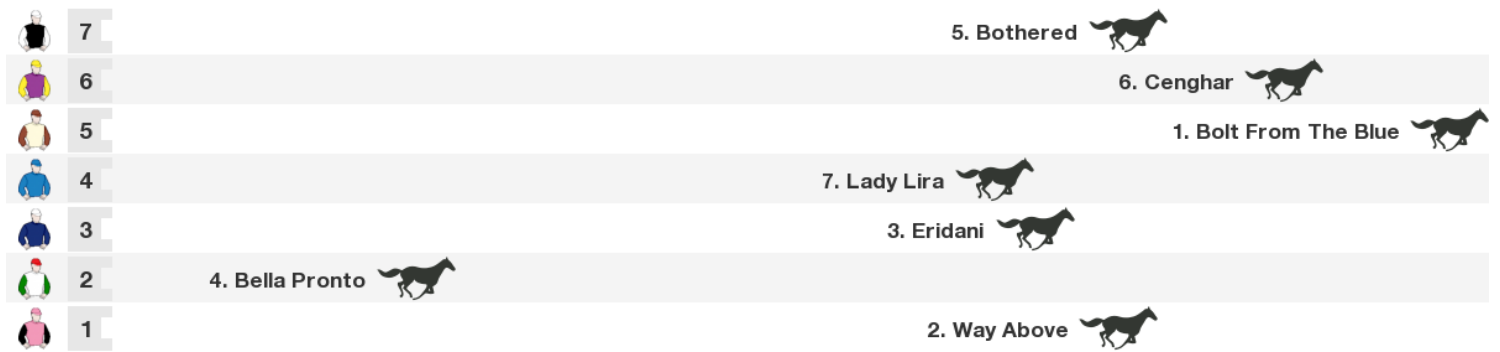 7 5. Bothered
6 6. Cenghar
5 1. Bolt From The Blue
4 7. Lady Lira
3 3. Eridani
2 4. Bella Pronto
1 2. Way Above